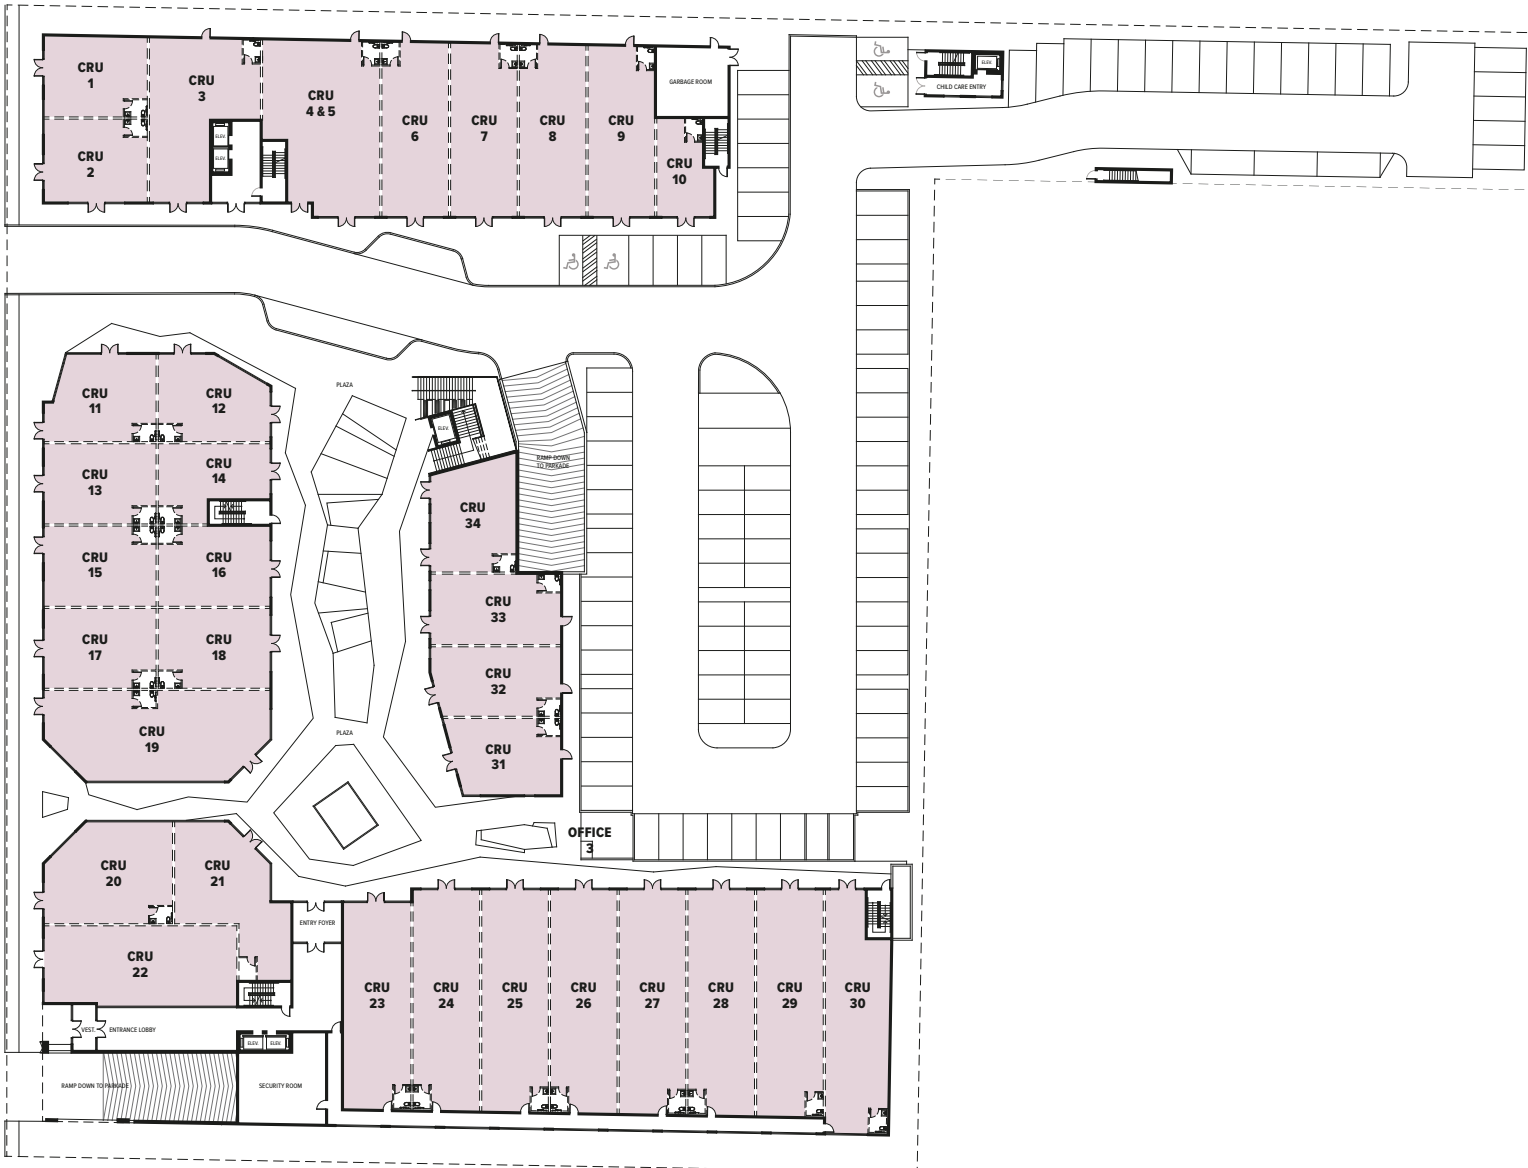 CRU
1
CRU
2
CRU
3
ELEV.
ELEV.
CRU
4 & 5
CRU
6
CRU
7
CRU
8
CRU
9
GARBAGE ROOM
CRU
10
ELEV.
CHILD CARE ENTRY
CRU
11
CRU
12
CRU
13
CRU
14
CRU
15
CRU
16
CRU
17
CRU
18
CRU
19
PLAZA
ELEV.
RAMP DOWN
TO PARKADE
CRU
34
CRU
33
CRU
32
CRU
31
PLAZA
OFFICE
3
CRU
20
CRU
21
CRU
22
ENTRY FOYER
CRU
23
CRU
24
CRU
25
CRU
26
CRU
27
CRU
28
CRU
29
CRU
30
VEST.
ENTRANCE LOBBY
ELEV.
ELEV.
RAMP DOWN TO PARKADE
SECURITY ROOM